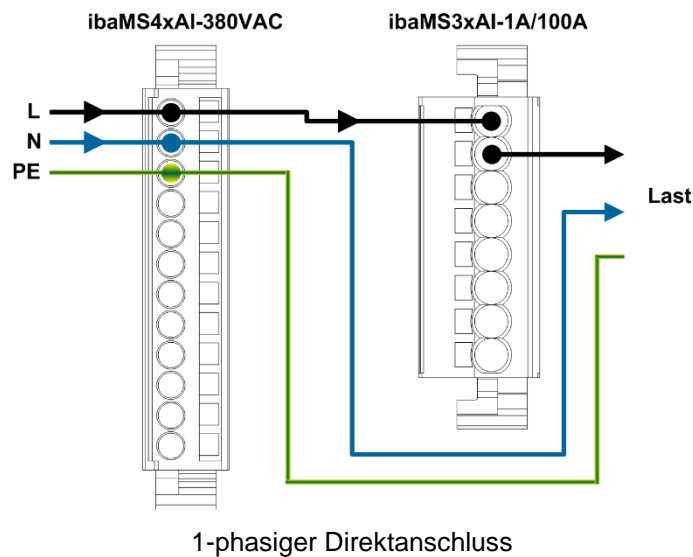 ibaMS4xAI-380VAC ibaMS3xAI-1A/100A
L
N
PE
Last
1-phasiger Direktanschluss